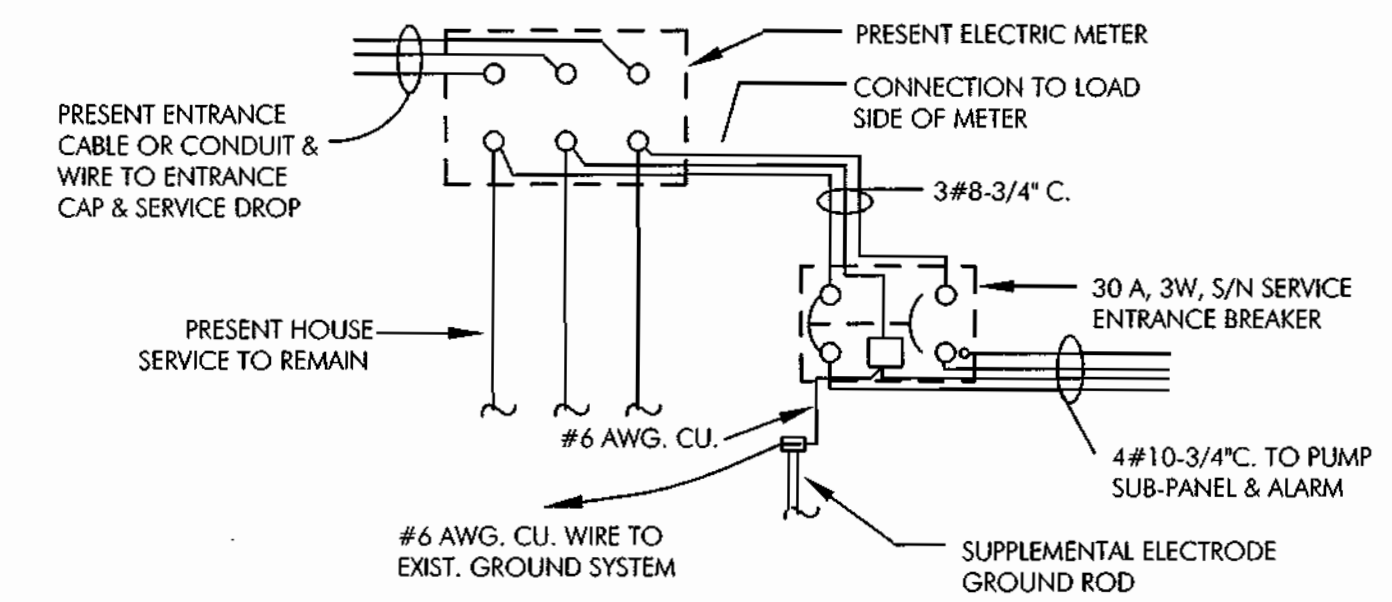 PRESENT ELECTRIC METER
CONNECTION TO LOAD
SIDE OF METER
PRESENT ENTRANCE
CABLE OR CONDUIT &
WIRE TO ENTRANCE
CAP & SERVICE DROP
3#8-3/4" C.
30 A, 3W, S/N SERVICE
ENTRANCE BREAKER
PRESENT HOUSE
SERVICE TO REMAIN
#6 AWG. CU.
4#10-3/4"C. TO PUMP
SUB-PANEL & ALARM
#6 AWG. CU. WIRE TO
EXIST. GROUND SYSTEM
SUPPLEMENTAL ELECTRODE
GROUND ROD